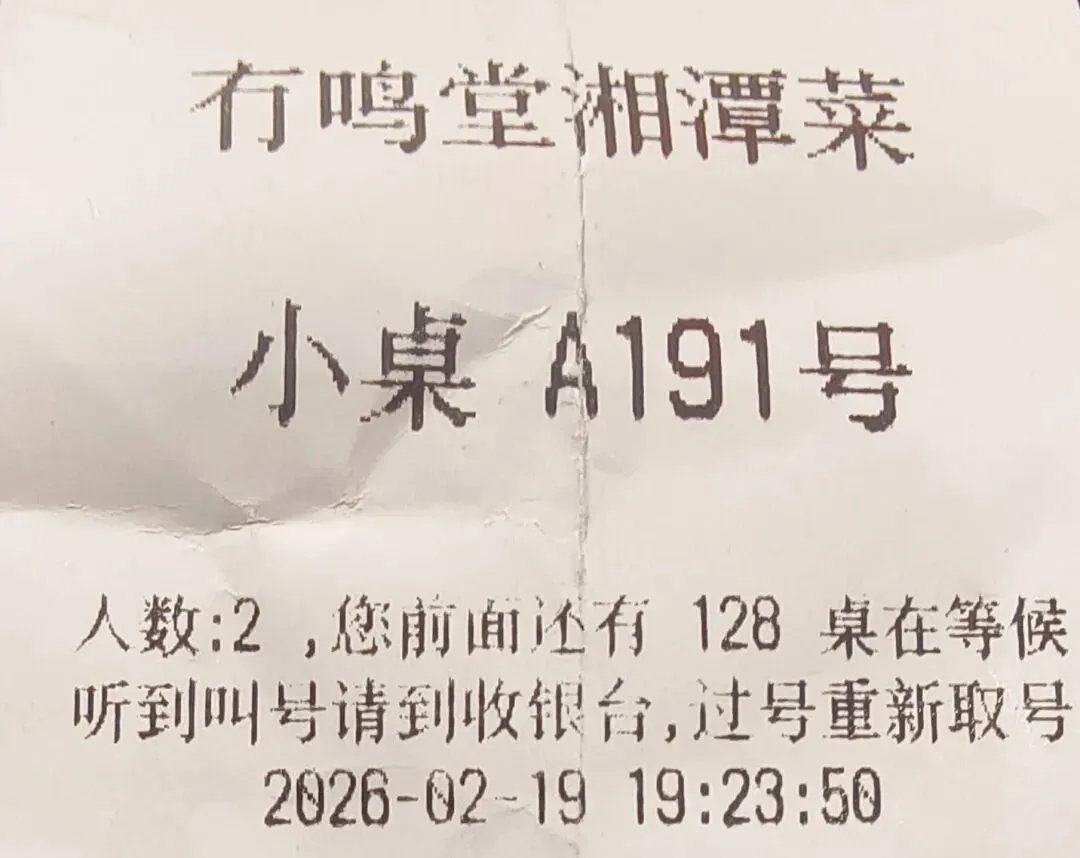 冇鸣堂湘潭菜
小桌 A191号
人数:2 ,您前面还有 128 桌在等候
听到叫号请到收银台,过号重新取号
2026-02-19 19:23:50